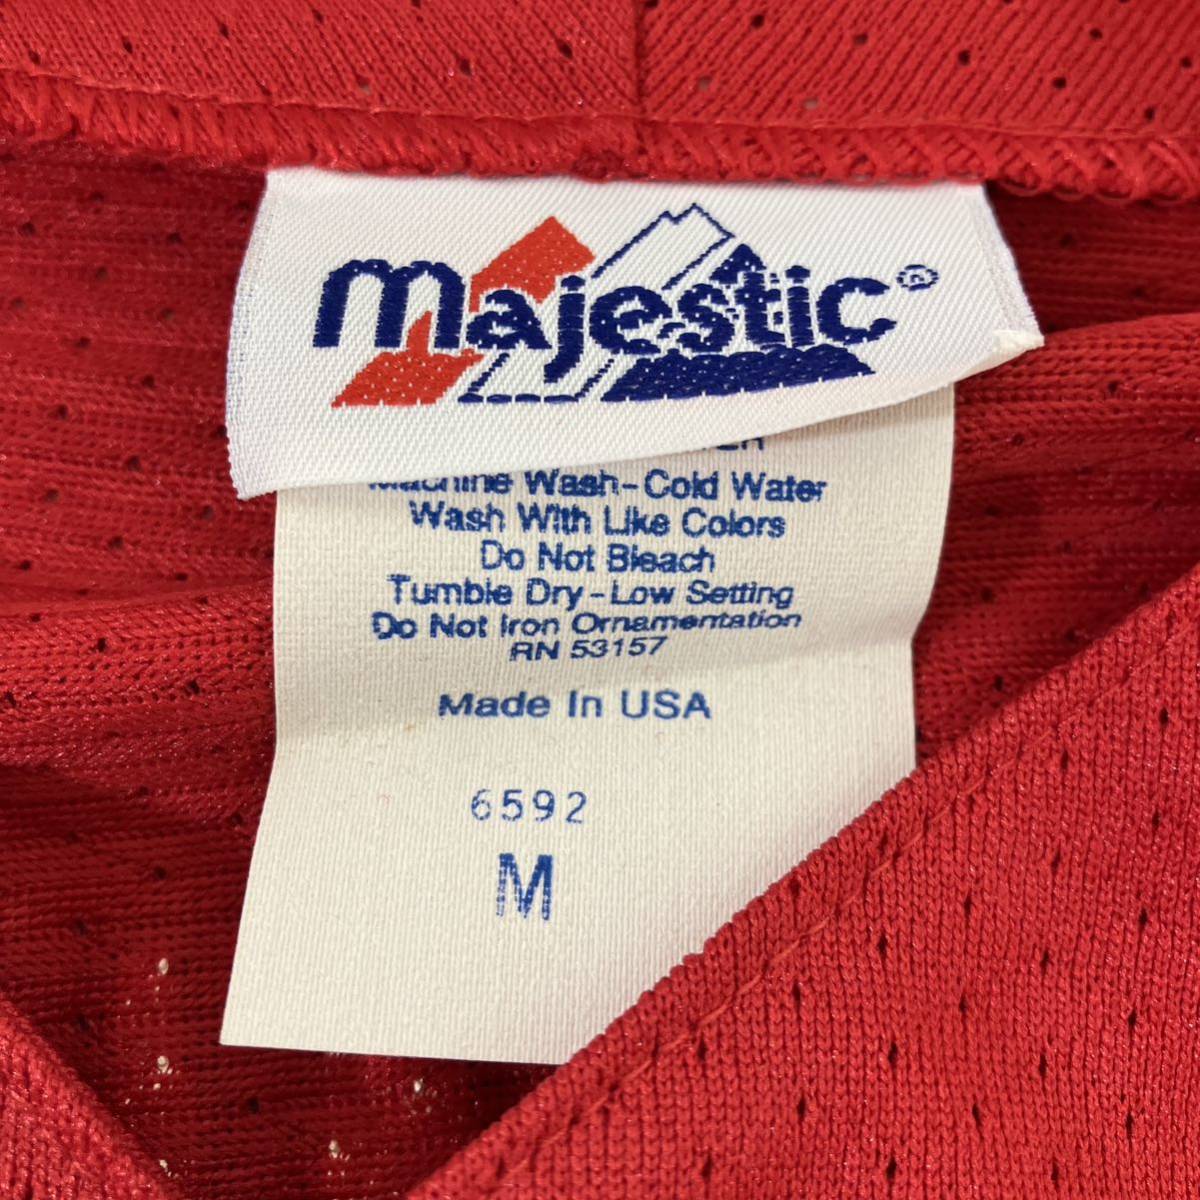 majestic®
Machine Wash-Cold Water
Wash With Like Colors
Do Not Bleach
Tumble Dry-Low Setting
Do Not Iron Ornamentation
RN 53157
Made In USA
6592
M